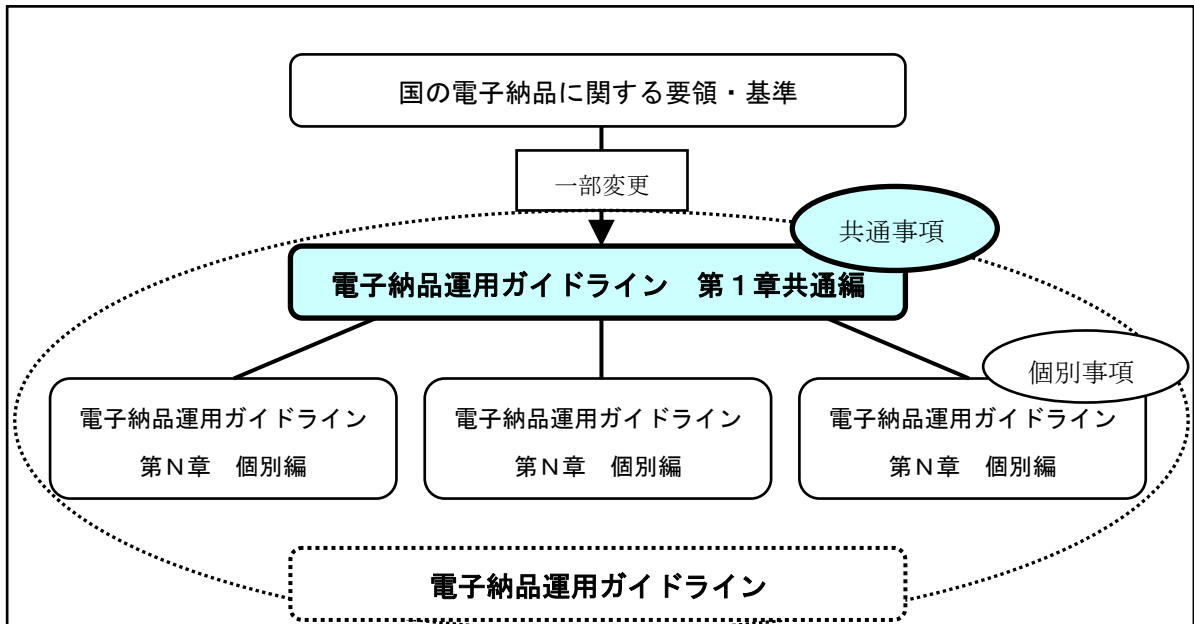 国の電子納品に関する要領・基準
一部変更
共通事項
電子納品運用ガイドライン　第１章共通編
個別事項
電子納品運用ガイドライン
第Ｎ章　個別編
電子納品運用ガイドライン
第Ｎ章　個別編
電子納品運用ガイドライン
第Ｎ章　個別編
電子納品運用ガイドライン